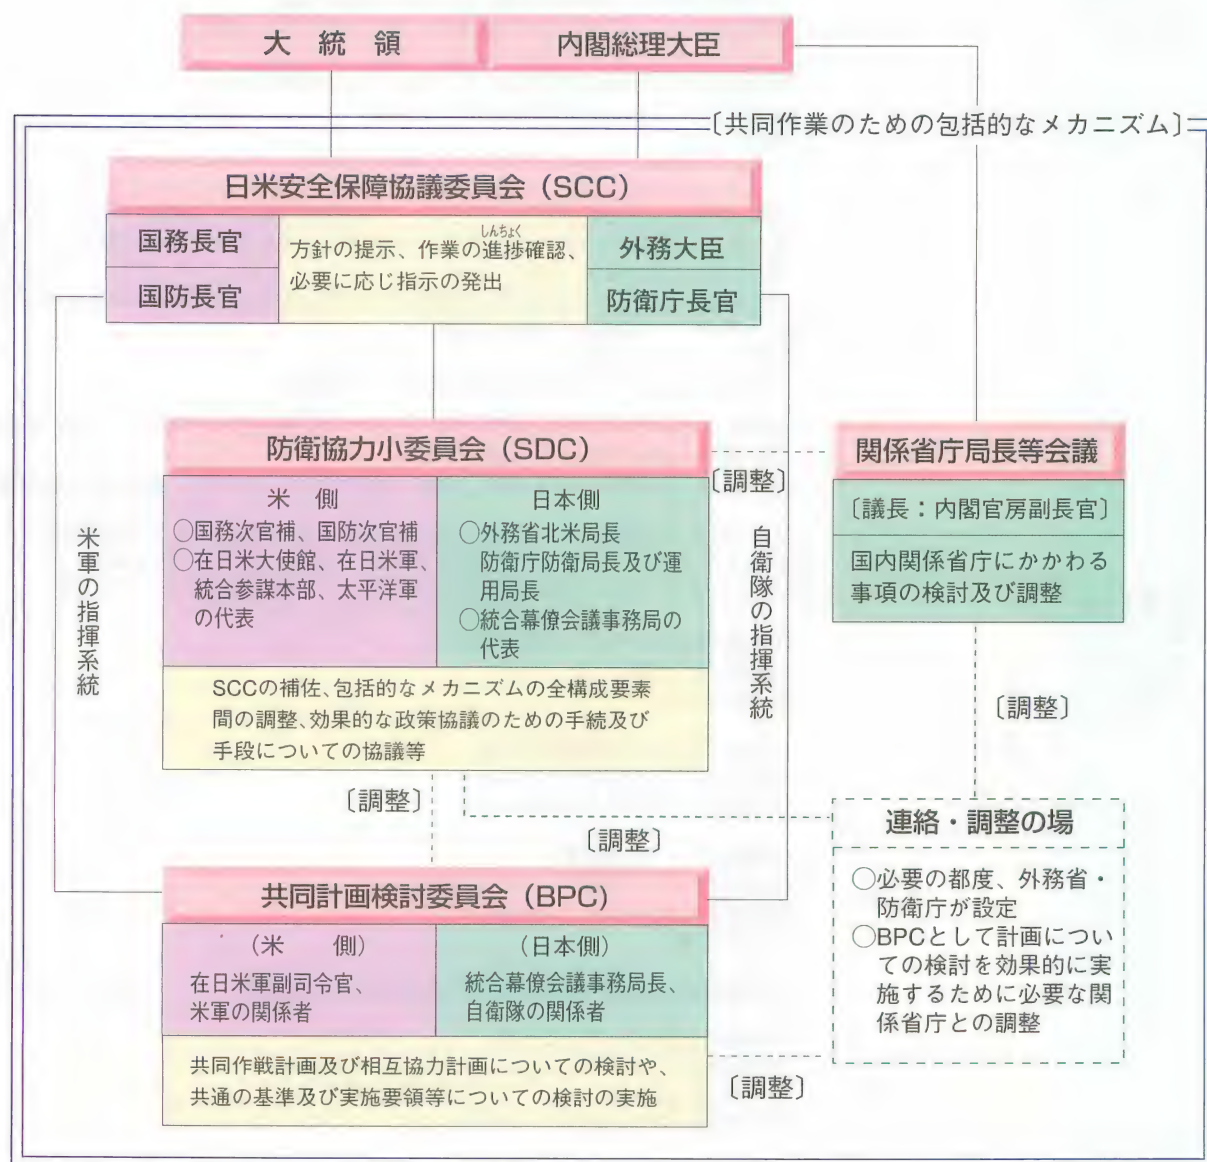 大統領
内閣総理大臣
〔共同作業のための包括的なメカニズム〕
日米安全保障協議委員会（SCC）
国務長官
国防長官
しんちょく
方針の提示、作業の進捗確認、
必要に応じ指示の発出
外務大臣
防衛庁長官
米軍の指揮系統
自衛隊の指揮系統
防衛協力小委員会（SDC）
米側
○国務次官補、国防次官補
○在日米大使館、在日米軍、
統合参謀本部、太平洋軍
の代表
日本側
○外務省北米局長
防衛庁防衛局長及び運
用局長
○統合幕僚会議事務局の
代表
SCCの補佐、包括的なメカニズムの全構成要素
間の調整、効果的な政策協議のための手続及び
手段についての協議等
〔調整〕
関係省庁局長等会議
〔議長：内閣官房副長官〕
国内関係省庁にかかわる
事項の検討及び調整
〔調整〕
〔調整〕
〔調整〕
連絡・調整の場
○必要の都度、外務省・
防衛庁が設定
○BPCとして計画につい
ての検討を効果的に実
施するために必要な関
係省庁との調整
共同計画検討委員会（BPC）
（米側）
在日米軍副司令官、
米軍の関係者
（日本側）
統合幕僚会議事務局長、
自衛隊の関係者
共同作戦計画及び相互協力計画についての検討や、
共通の基準及び実施要領等についての検討の実施
〔調整〕